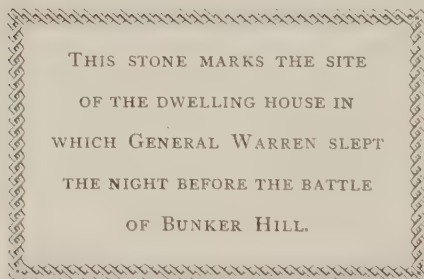 This stone marks the site
of the dwelling house in
which General Warren slept
the night before the battle
of Bunker Hill.